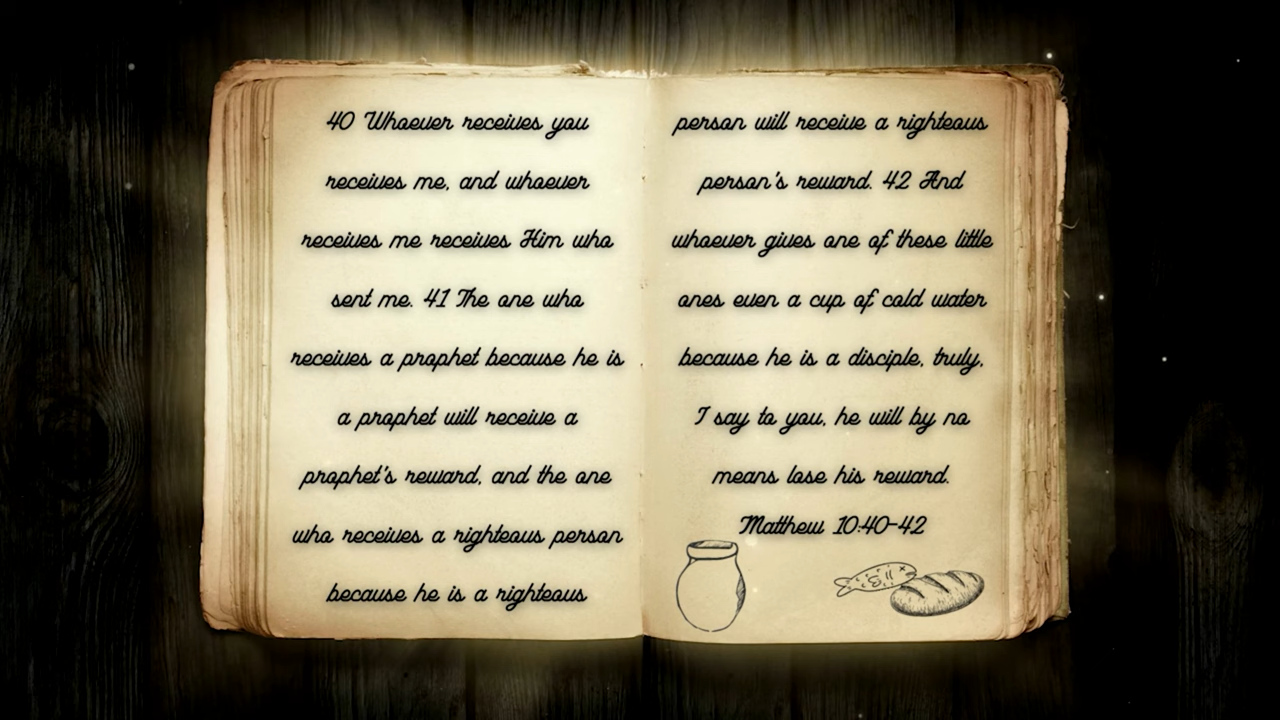 40 Whoever receives you
receives me, and whoever
receives me receives Him who
sent me. 41 The one who
receives a prophet because he is
a prophet will receive a
prophet's reward, and the one
who receives a righteous person
because he is a righteous
person will receive a righteous
person's reward. 42 And
whoever gives one of these little
ones even a cup of cold water
because he is a disciple, truly,
I say to you, he will by no
means lose his reward.
Matthew 10:40-42